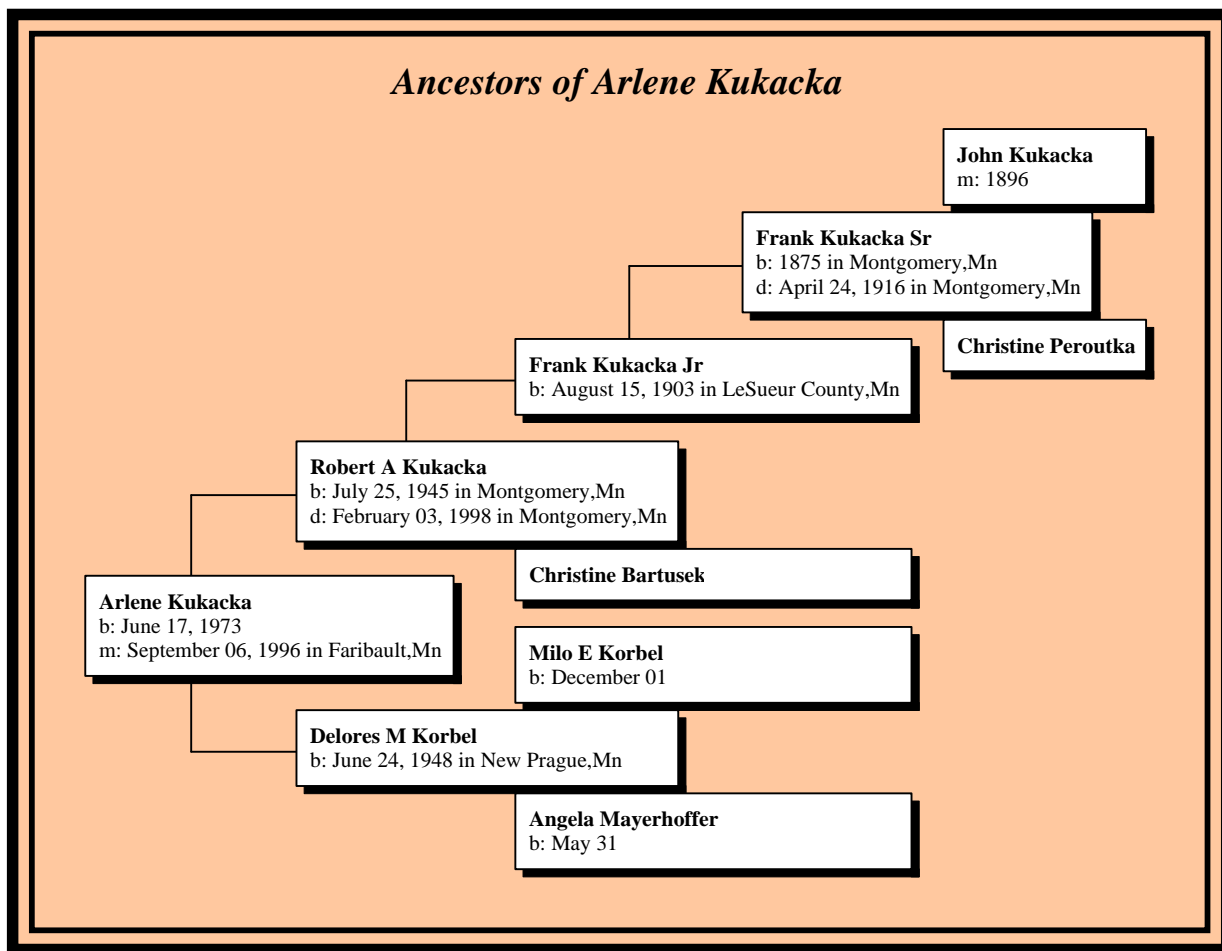 Ancestors of Arlene Kukacka
John Kukacka
m: 1896
Frank Kukacka Sr
b: 1875 in Montgomery,Mn
d: April 24, 1916 in Montgomery,Mn
Christine Peroutka
Frank Kukacka Jr
b: August 15, 1903 in LeSueur County,Mn
Robert A Kukacka
b: July 25, 1945 in Montgomery,Mn
d: February 03, 1998 in Montgomery,Mn
Christine Bartusek
Arlene Kukacka
b: June 17, 1973
m: September 06, 1996 in Faribault,Mn
Milo E Korbel
b: December 01
Delores M Korbel
b: June 24, 1948 in New Prague,Mn
Angela Mayerhoffer
b: May 31